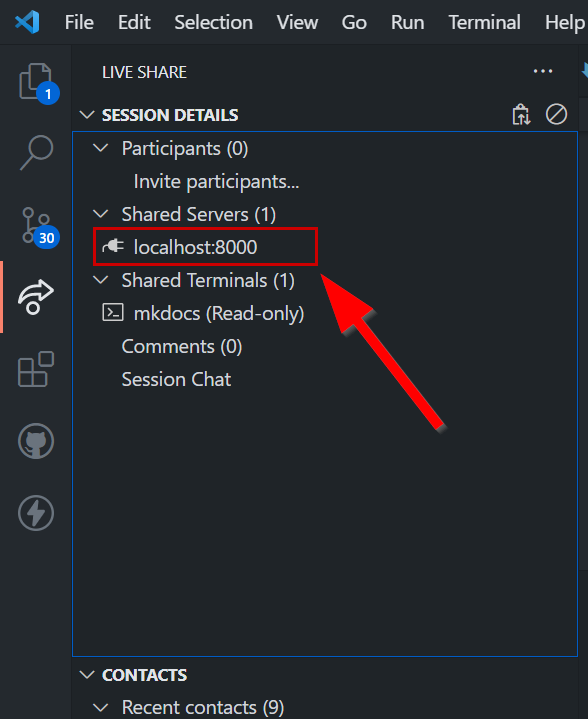 File Edit Selection View Go Run Terminal Help
LIVE SHARE
SESSION DETAILS
Participants (0)
Invite participants...
Shared Servers (1)
localhost:8000
Shared Terminals (1)
mkdocs (Read-only)
Comments (0)
Session Chat
CONTACTS
Recent contacts (9)
1
30